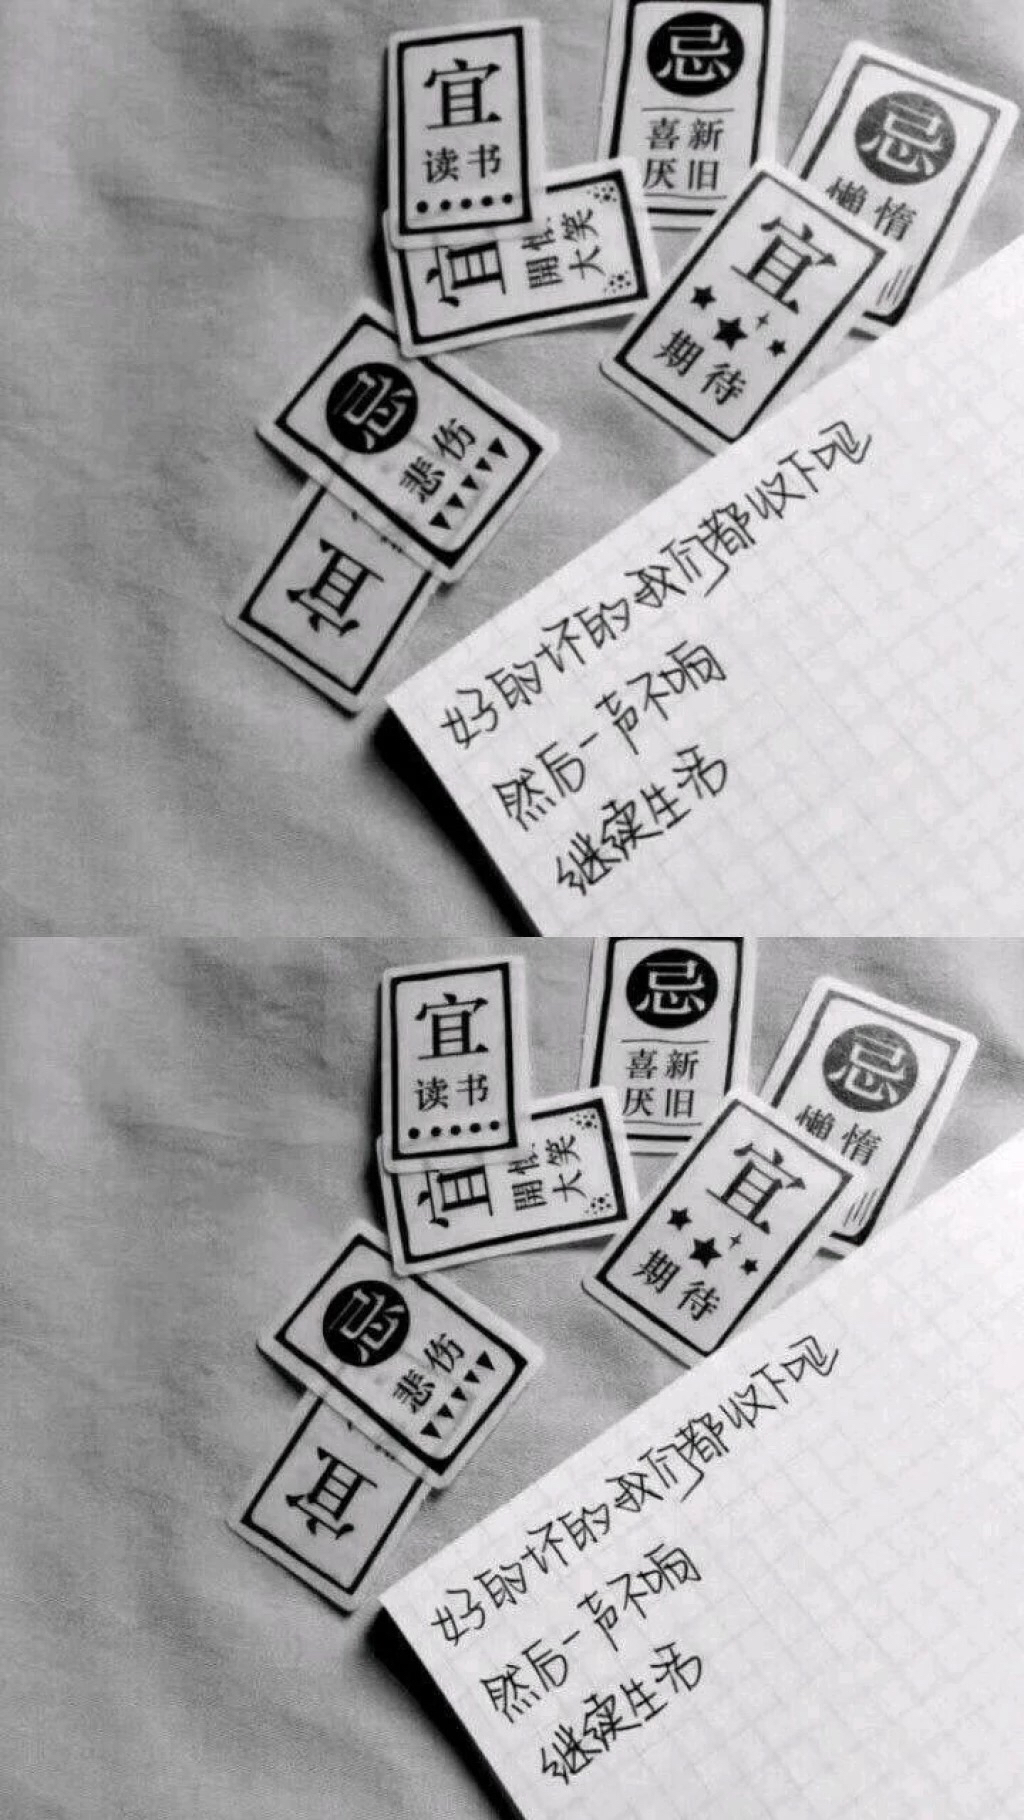 宜
读书
忌
喜新
厌旧
忌
懒惰
宜
開懷
大笑
宜
期待
忌
悲伤
宜
好的坏的我们都收下吧
然后一声不响
继续生活
宜
读书
忌
喜新
厌旧
忌
懒惰
宜
開懷
大笑
宜
期待
忌
悲伤
宜
好的坏的我们都收下吧
然后一声不响
继续生活